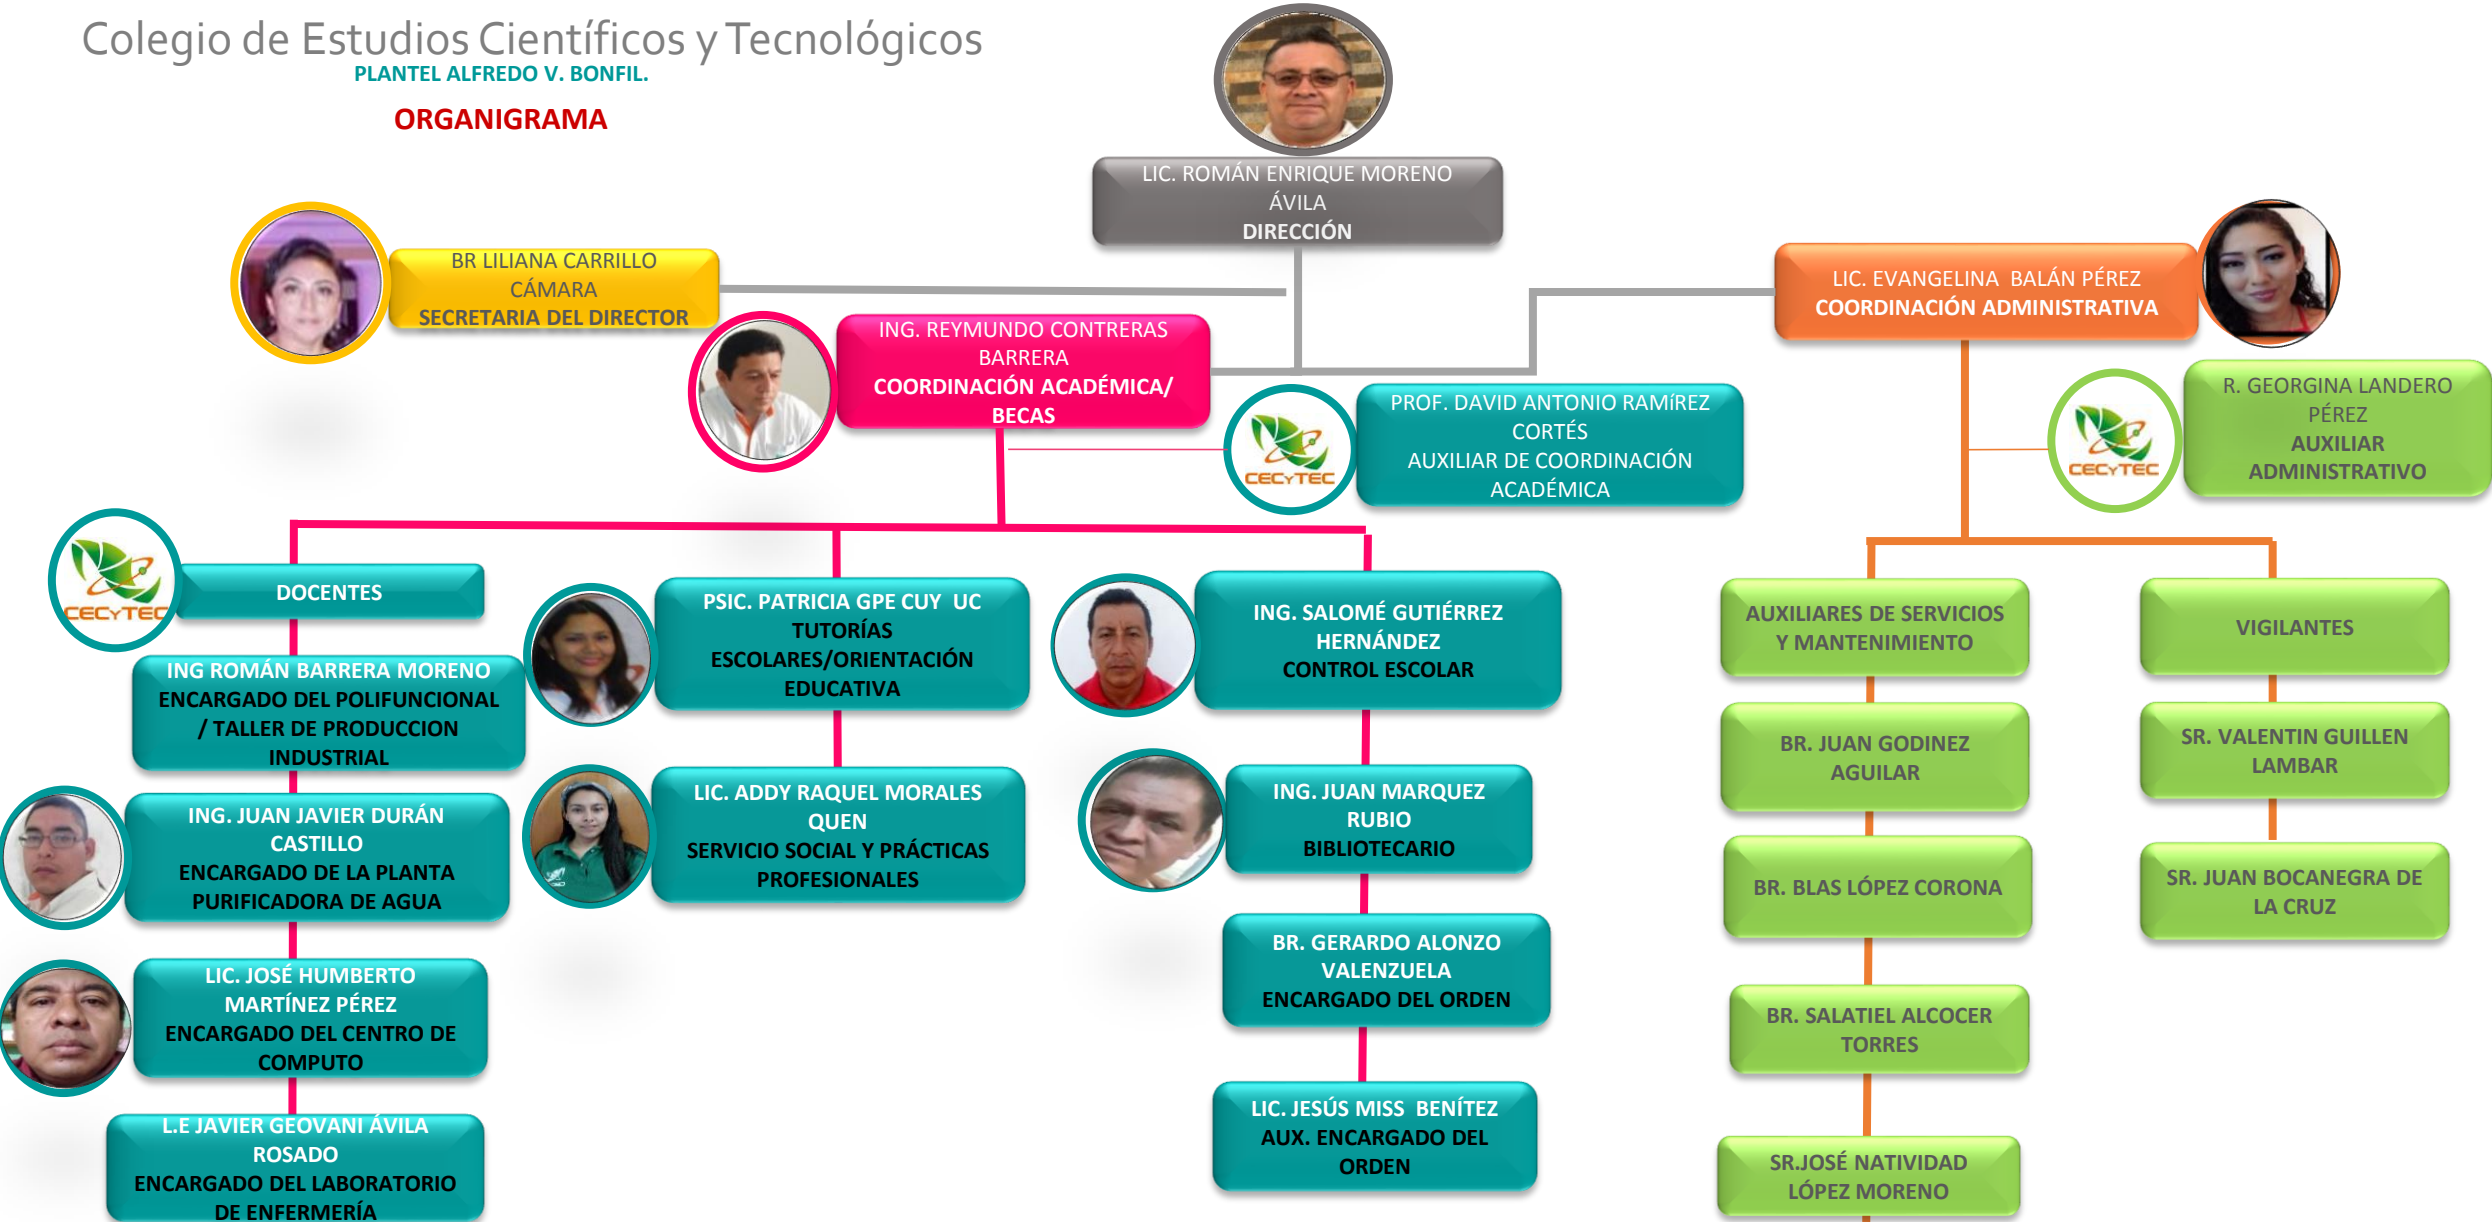 Colegio de Estudios Científicos y Tecnológicos
PLANTEL ALFREDO V. BONFIL.
ORGANIGRAMA
LIC. ROMÁN ENRIQUE MORENO
ÁVILA
DIRECCIÓN
BR LILIANA CARRILLO
CÁMARA
SECRETARIA DEL DIRECTOR
LIC. EVANGELINA BALÁN PÉREZ
COORDINACIÓN ADMINISTRATIVA
ING. REYMUNDO CONTRERAS
BARRERA
COORDINACIÓN ACADÉMICA/
BECAS
CECYTEC
PROF. DAVID ANTONIO RAMíREZ
CORTÉS
AUXILIAR DE COORDINACIÓN
ACADÉMICA
CECYTEC
R. GEORGINA LANDERO
PÉREZ
AUXILIAR
ADMINISTRATIVO
CECYTEC
DOCENTES
ING ROMÁN BARRERA MORENO
ENCARGADO DEL POLIFUNCIONAL
/ TALLER DE PRODUCCION
INDUSTRIAL
ING. JUAN JAVIER DURÁN
CASTILLO
ENCARGADO DE LA PLANTA
PURIFICADORA DE AGUA
LIC. JOSÉ HUMBERTO
MARTÍNEZ PÉREZ
ENCARGADO DEL CENTRO DE
COMPUTO
L.E JAVIER GEOVANI ÁVILA
ROSADO
ENCARGADO DEL LABORATORIO
DE ENFERMERÍA
PSIC. PATRICIA GPE CUY UC
TUTORÍAS
ESCOLARES/ORIENTACIÓN
EDUCATIVA
LIC. ADDY RAQUEL MORALES
QUEN
SERVICIO SOCIAL Y PRÁCTICAS
PROFESIONALES
ING. SALOMÉ GUTIÉRREZ
HERNÁNDEZ
CONTROL ESCOLAR
ING. JUAN MARQUEZ
RUBIO
BIBLIOTECARIO
BR. GERARDO ALONZO
VALENZUELA
ENCARGADO DEL ORDEN
LIC. JESÚS MISS BENÍTEZ
AUX. ENCARGADO DEL
ORDEN
AUXILIARES DE SERVICIOS
Y MANTENIMIENTO
BR. JUAN GODINEZ
AGUILAR
BR. BLAS LÓPEZ CORONA
BR. SALATIEL ALCOCER
TORRES
SR.JOSÉ NATIVIDAD
LÓPEZ MORENO
VIGILANTES
SR. VALENTIN GUILLEN
LAMBAR
SR. JUAN BOCANEGRA DE
LA CRUZ